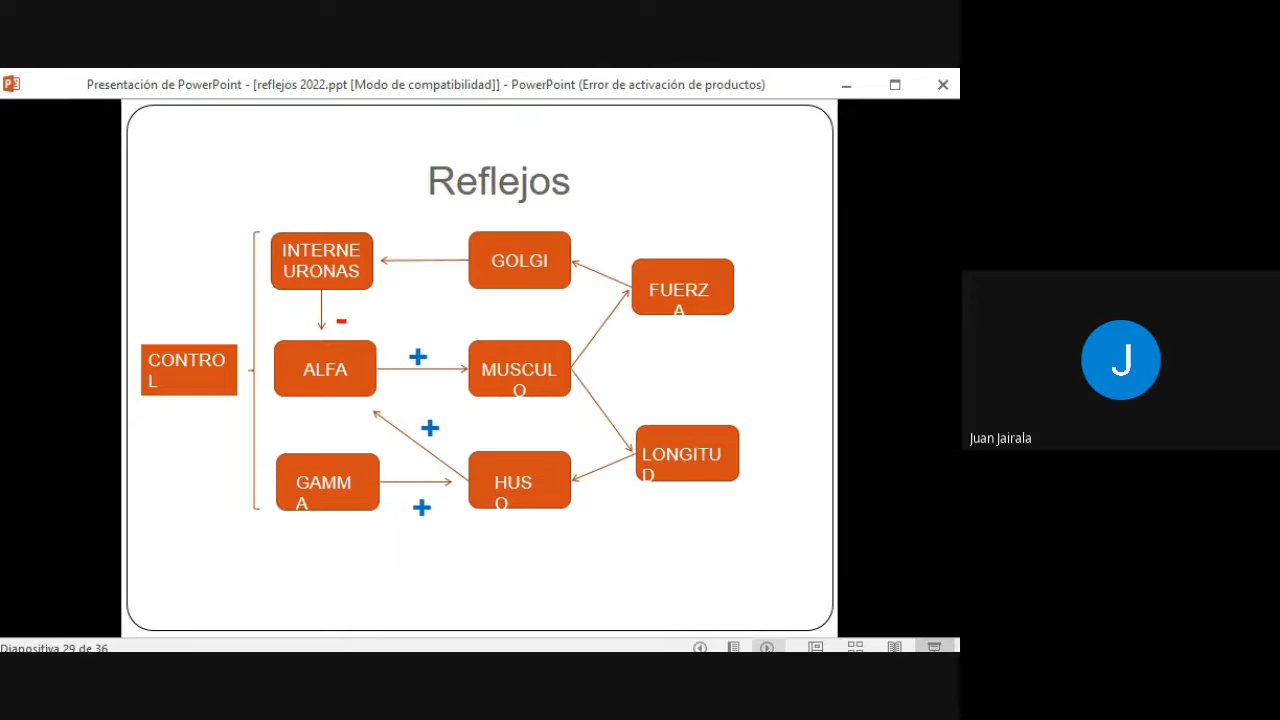 Presentación de PowerPoint - [reflejos 2022.ppt [Modo de compatibilidad]] - PowerPoint (Error de activación de productos)
Reflejos
INTERNE
URONAS
GOLGI
FUERZ
A
-
CONTRO
L
ALFA
+
MUSCUL
O
+
LONGITU
D
GAMM
A
+
HUS
O
Diapositiva 29 de 36
J
Juan Jairala